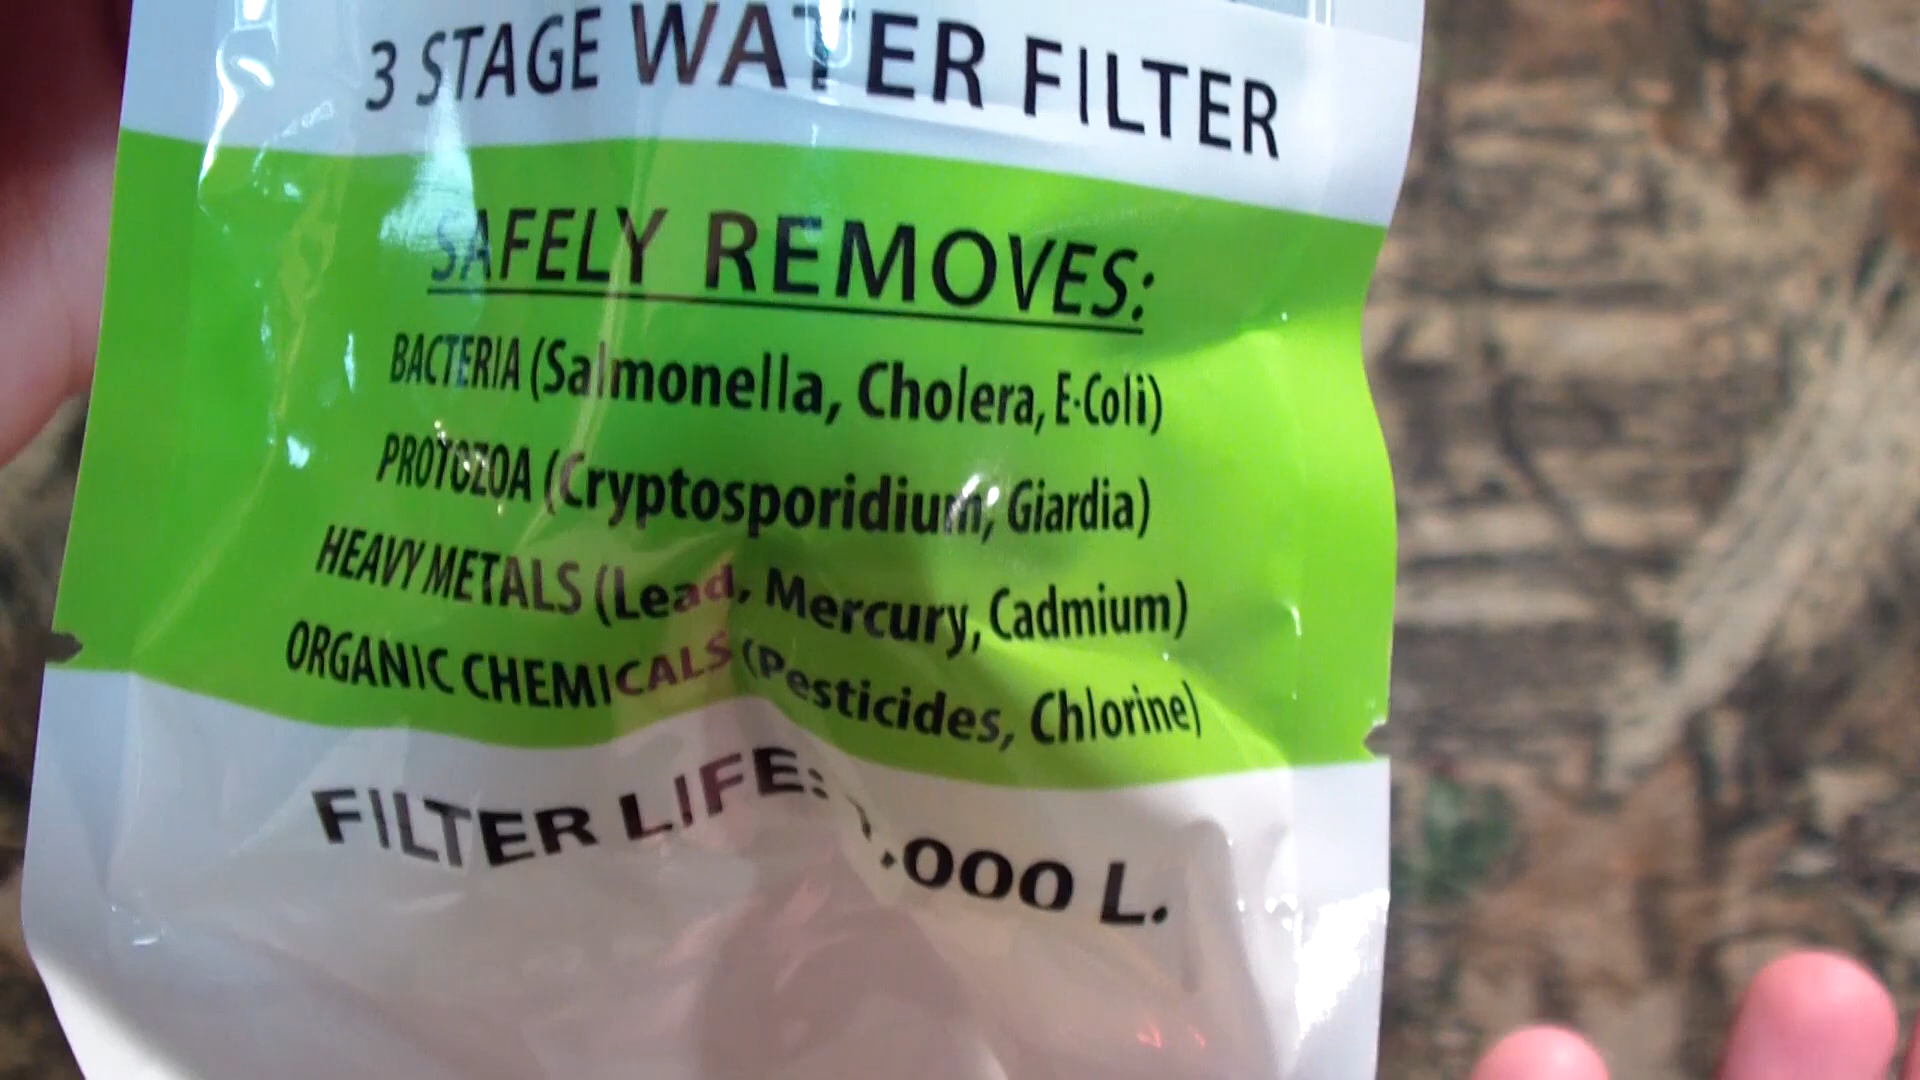 3 STAGE WATER FILTER
SAFELY REMOVES:
BACTERIA (Salmonella, Cholera, E-Coli)
PROTOZOA (Cryptosporidium, Giardia)
HEAVY METALS (Lead, Mercury, Cadmium)
ORGANIC CHEMICALS (Pesticides, Chlorine)
FILTER LIFE: L.